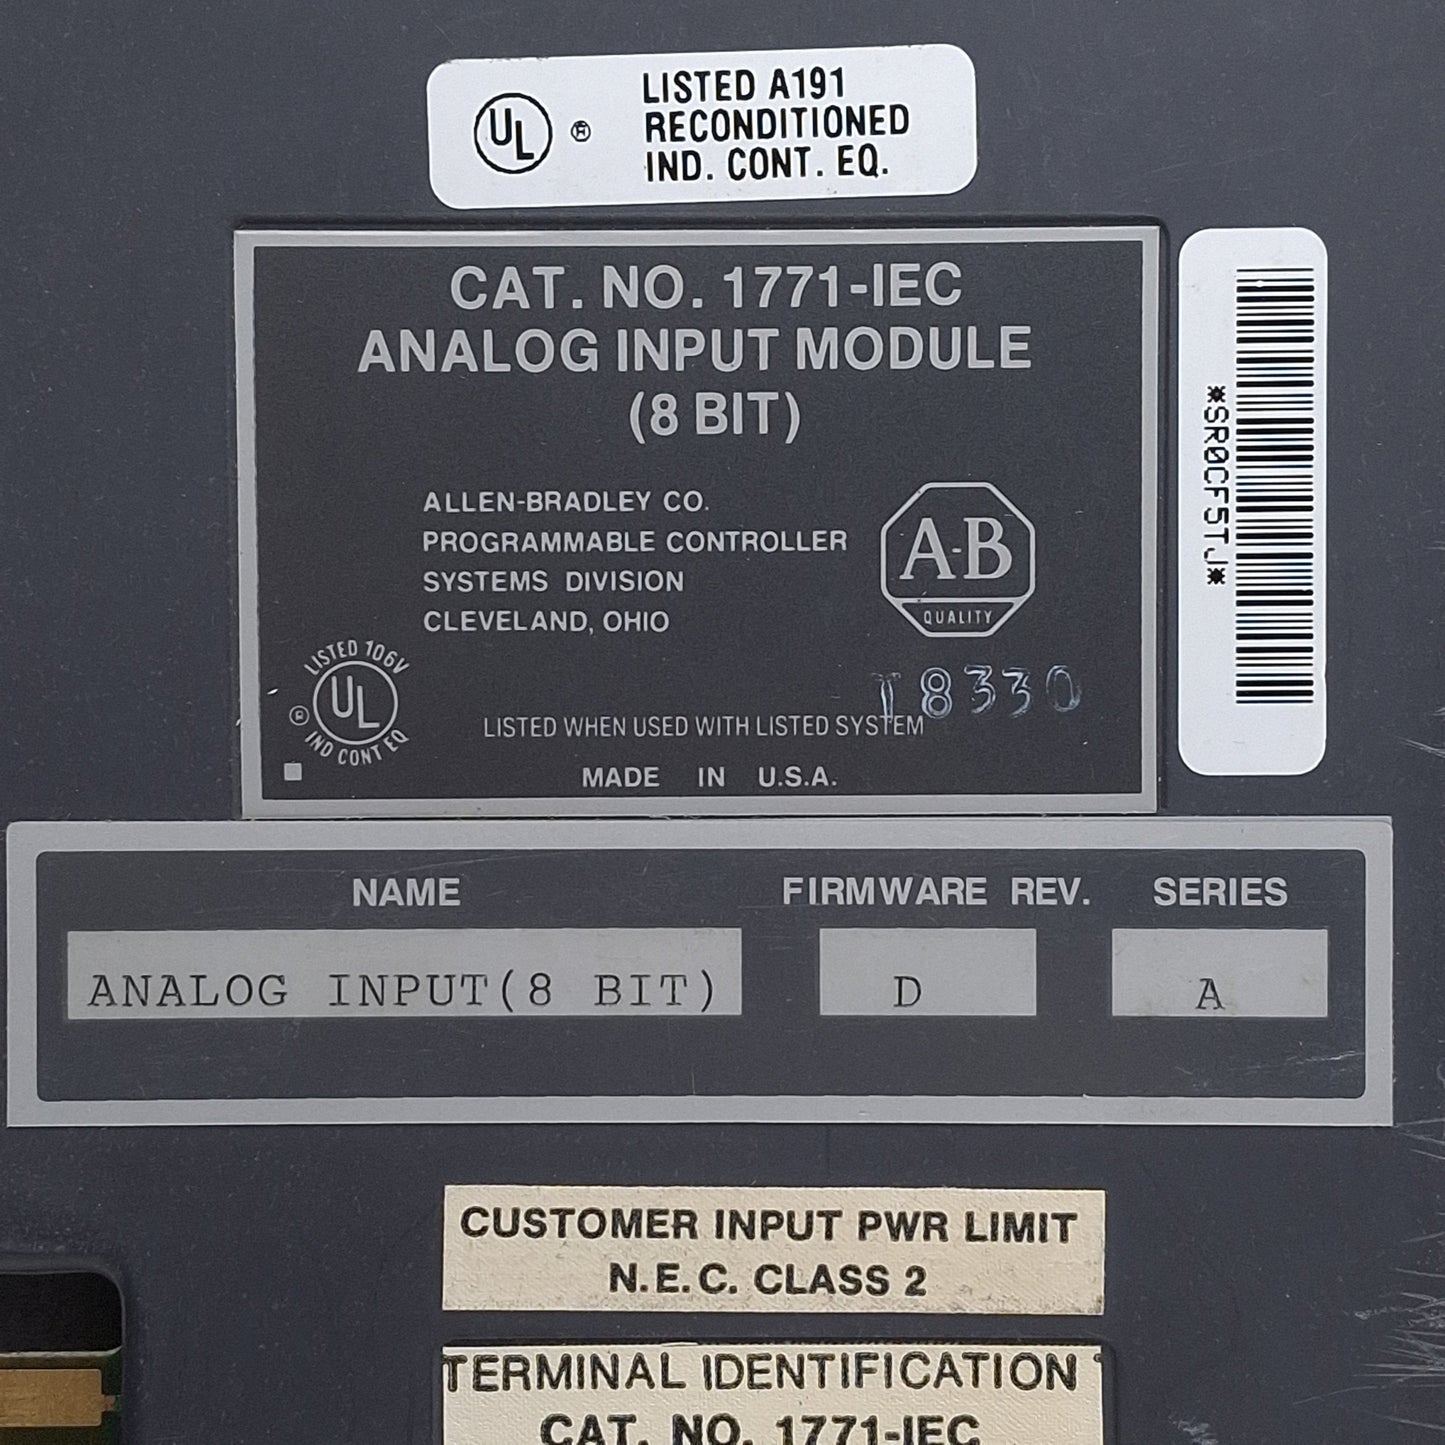 UL ® LISTED A191
RECONDITIONED
IND. CONT. EQ.
CAT. NO. 1771-IEC
ANALOG INPUT MODULE
(8 BIT)
ALLEN-BRADLEY CO.
PROGRAMMABLE CONTROLLER
SYSTEMS DIVISION
CLEVELAND, OHIO
A-B
QUALITY
LISTED 106V
® UL
IND CONT EQ
T8330
LISTED WHEN USED WITH LISTED SYSTEM
MADE IN U.S.A.
*SR0CF5TJ*
NAME FIRMWARE REV. SERIES
ANALOG INPUT(8 BIT) D A
CUSTOMER INPUT PWR LIMIT
N.E.C. CLASS 2
TERMINAL IDENTIFICATION
CAT. NO. 1771-IEC